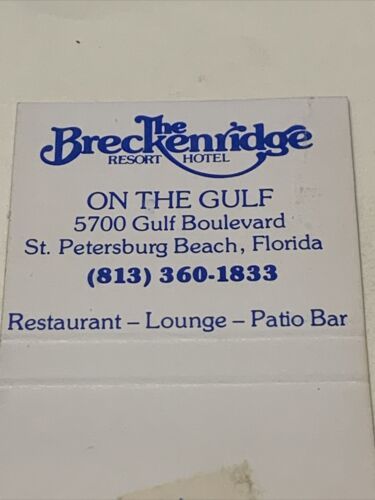 The
Breckenridge
RESORT HOTEL
ON THE GULF
5700 Gulf Boulevard
St. Petersburg Beach, Florida
(813) 360-1833
Restaurant – Lounge – Patio Bar